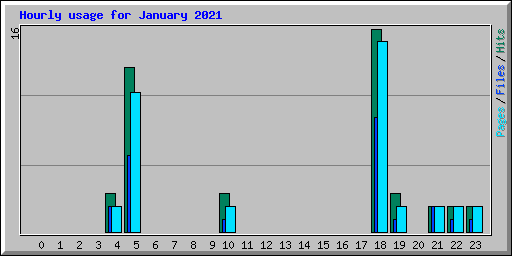 Hourly usage for January 2021
16
Pages/Files/Hits
0 1 2 3 4 5 6 7 8 9 10 11 12 13 14 15 16 17 18 19 20 21 22 23